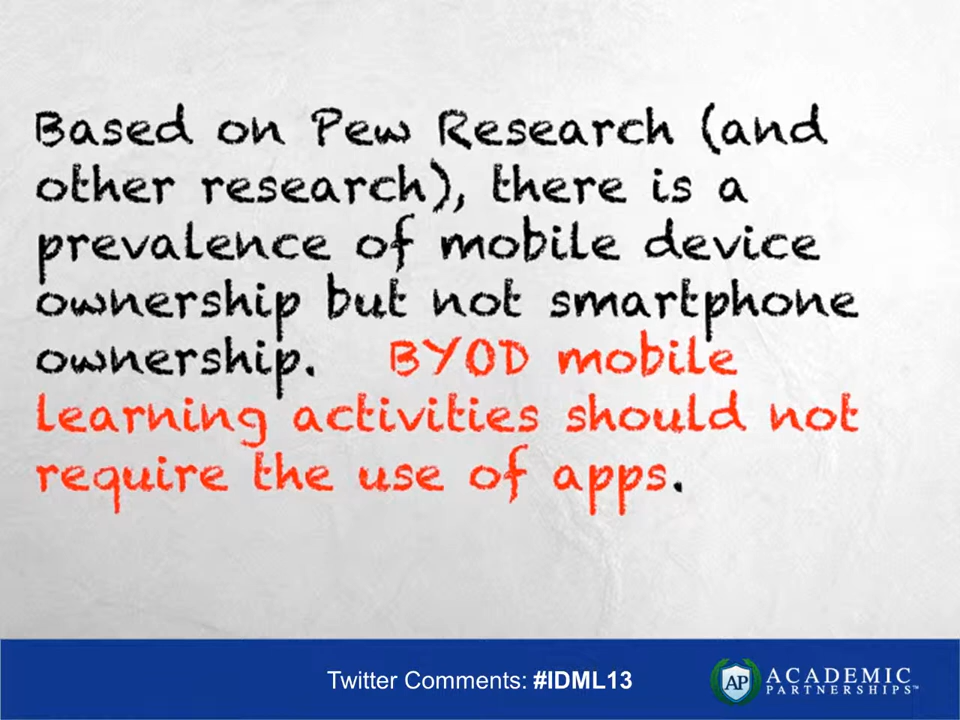 Based on Pew Research (and
other research), there is a
prevalence of mobile device
ownership but not smartphone
ownership. BYOD mobile
learning activities should not
require the use of apps.
Twitter Comments: #IDML13
AP
ACADEMIC
PARTNERSHIPS™